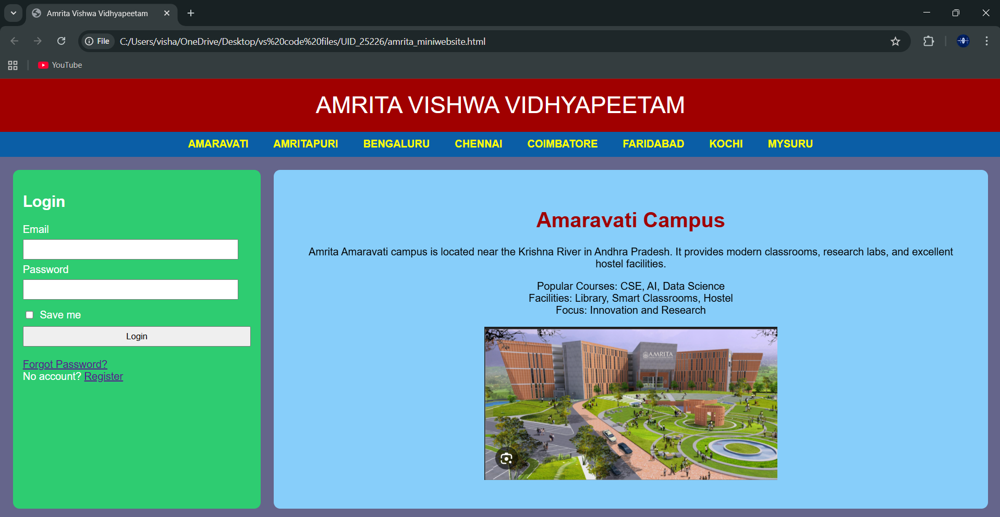 Amrita Vishwa Vidhyapeetam
File
C:/Users/visha/OneDrive/Desktop/vs%20code%20files/UID_25226/amrita_miniwebsite.html
YouTube
AMRITA VISHWA VIDHYAPEETAM
AMARAVATI AMRITAPURI BENGALURU CHENNAI COIMBATORE FARIDABAD KOCHI MYSURU
Login
Email
Password
Save me
Login
Forgot Password?
No account? Register
Amaravati Campus
Amrita Amaravati campus is located near the Krishna River in Andhra Pradesh. It provides modern classrooms, research labs, and excellent
hostel facilities.
Popular Courses: CSE, AI, Data Science
Facilities: Library, Smart Classrooms, Hostel
Focus: Innovation and Research
AMRITA